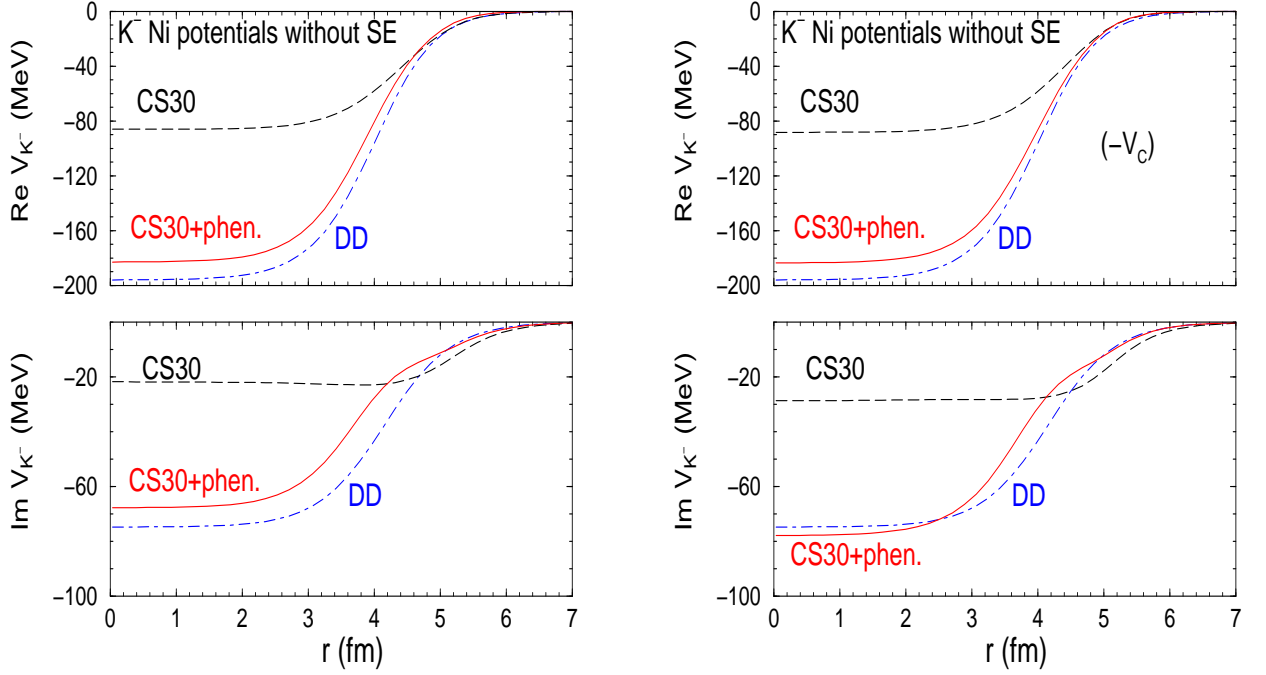 K⁻ Ni potentials without SE
Re V_K⁻ (MeV)
0
−40
−80
−120
−160
−200
CS30
CS30+phen.
DD
K⁻ Ni potentials without SE
Re V_K⁻ (MeV)
0
−40
−80
−120
−160
−200
CS30
(−V_C)
CS30+phen.
DD
Im V_K⁻ (MeV)
−20
−60
−100
CS30
CS30+phen.
DD
0 1 2 3 4 5 6 7
r (fm)
Im V_K⁻ (MeV)
−20
−60
−100
CS30
DD
CS30+phen.
0 1 2 3 4 5 6 7
r (fm)